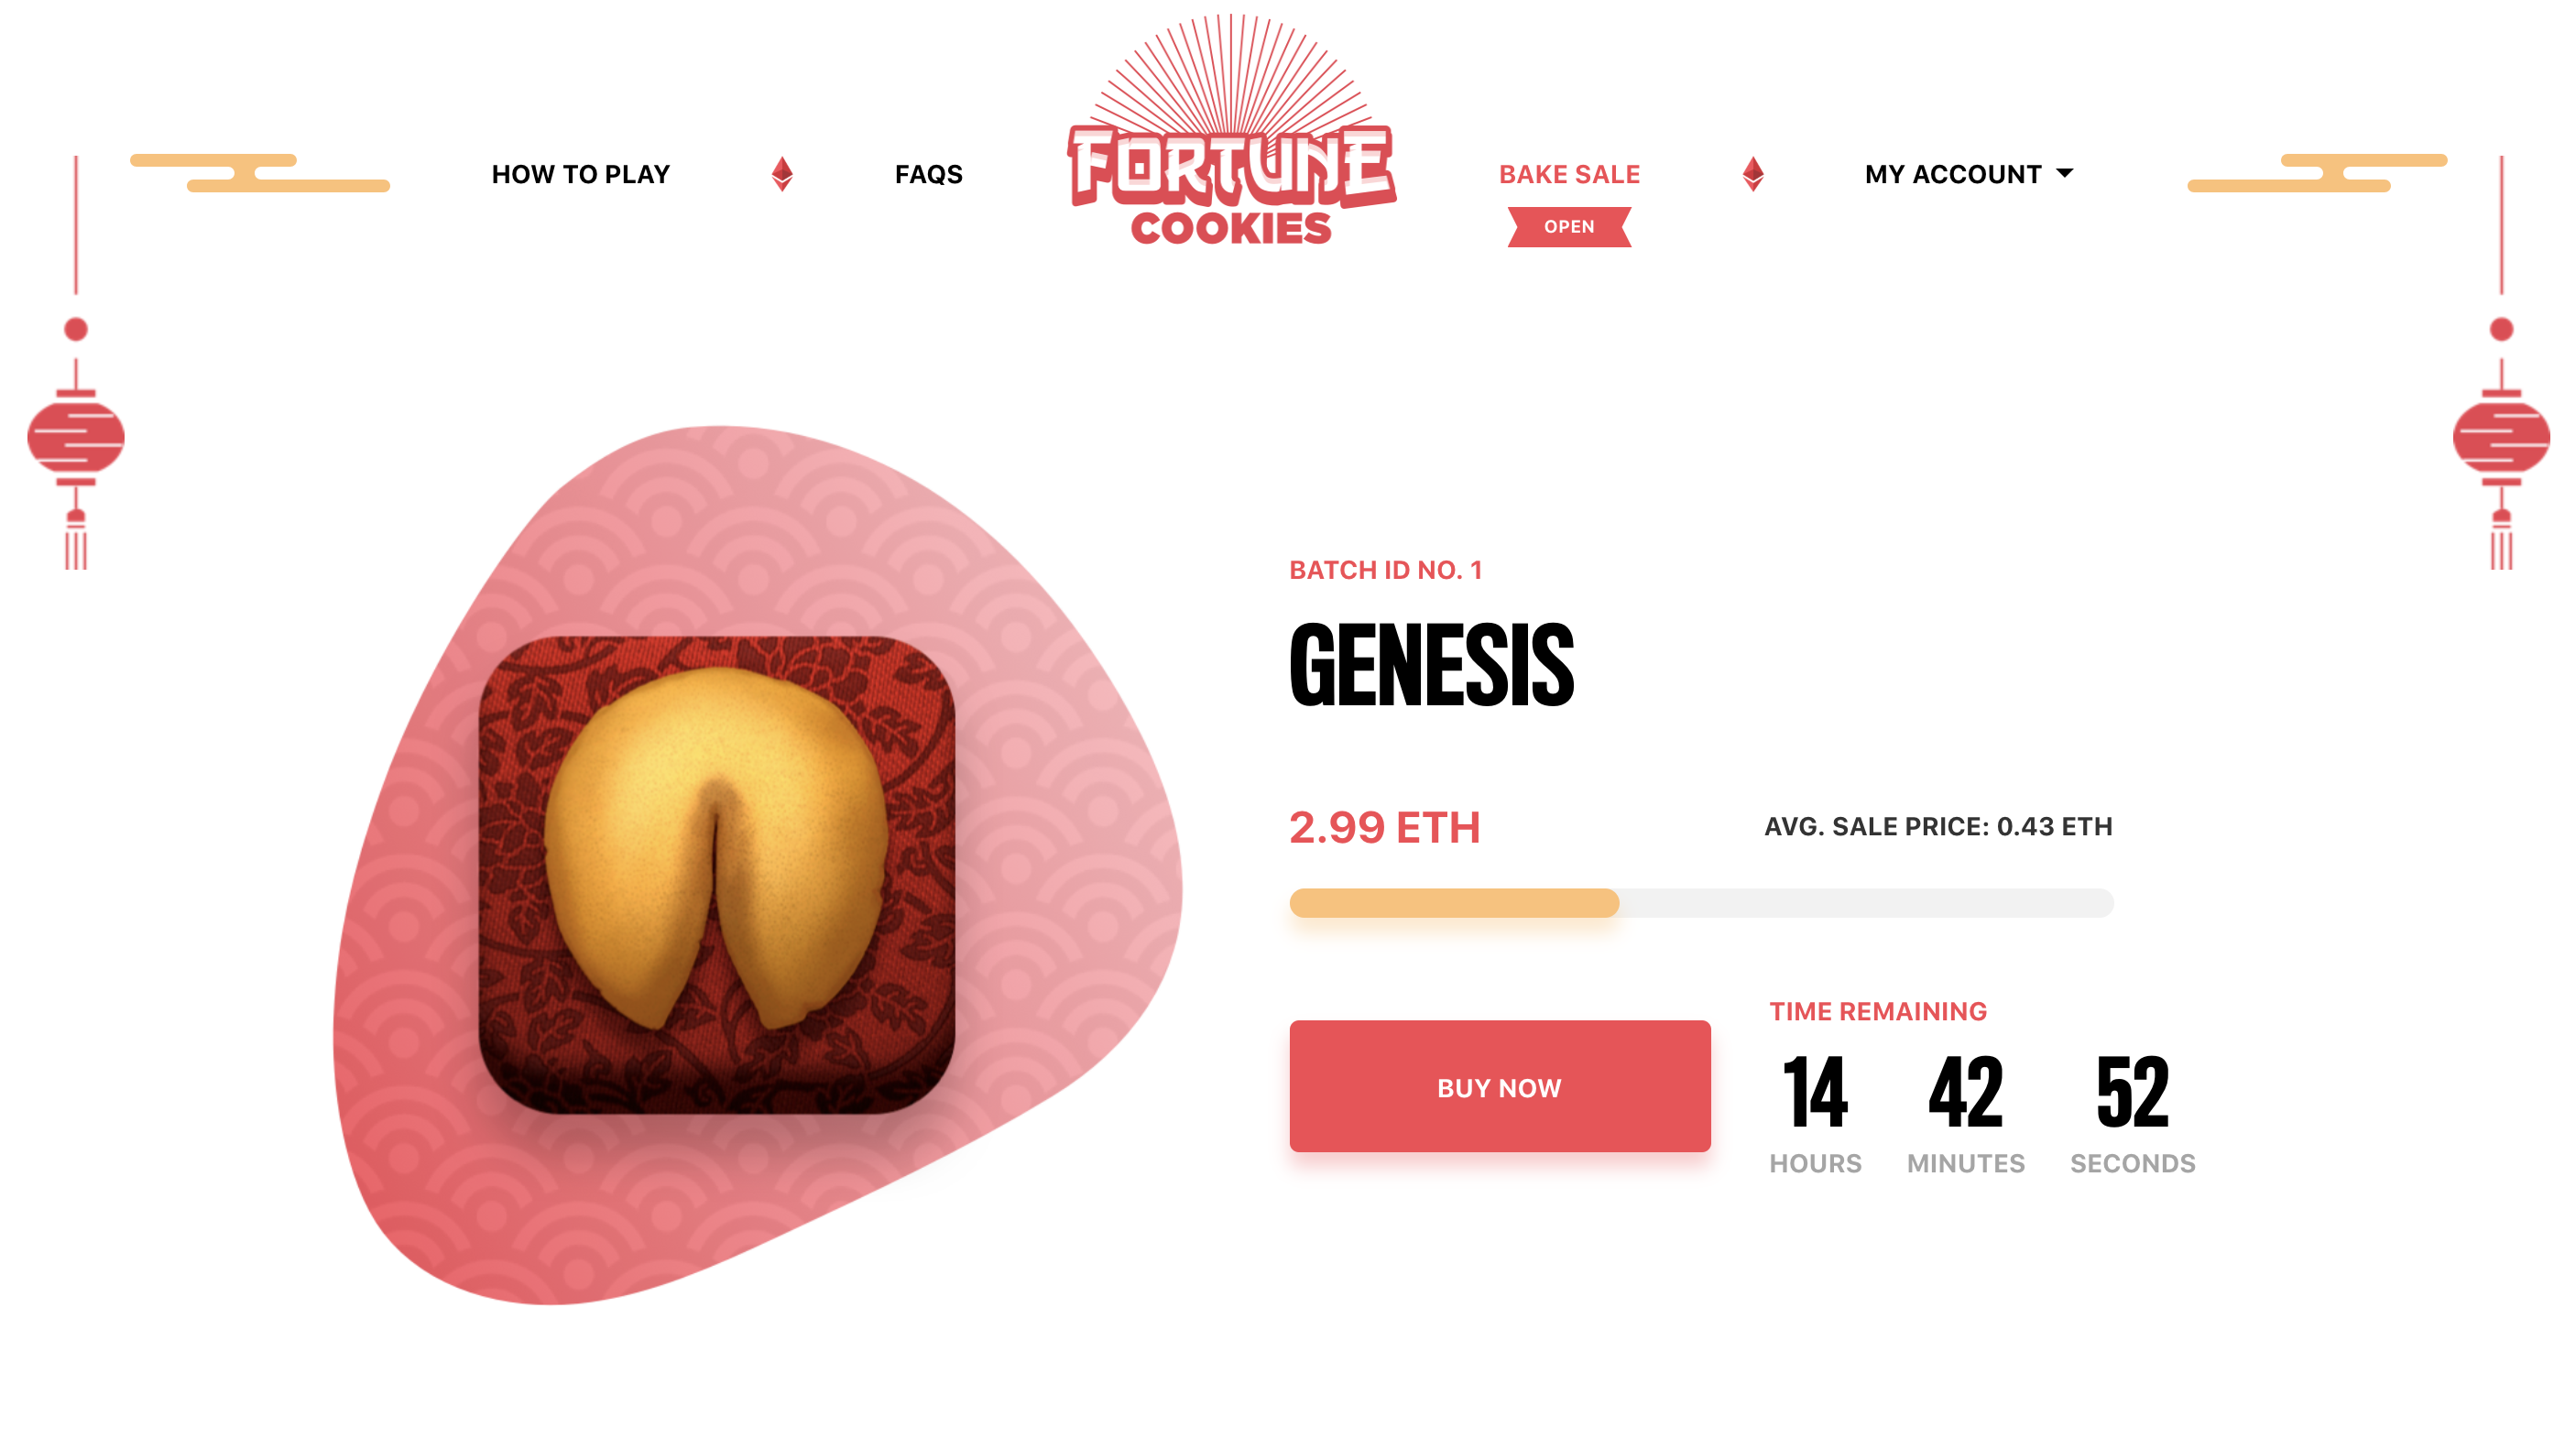 HOW TO PLAY
FAQS
FORTUNE
COOKIES
BAKE SALE
OPEN
MY ACCOUNT
BATCH ID NO. 1
GENESIS
2.99 ETH
AVG. SALE PRICE: 0.43 ETH
BUY NOW
TIME REMAINING
14 42 52
HOURS MINUTES SECONDS